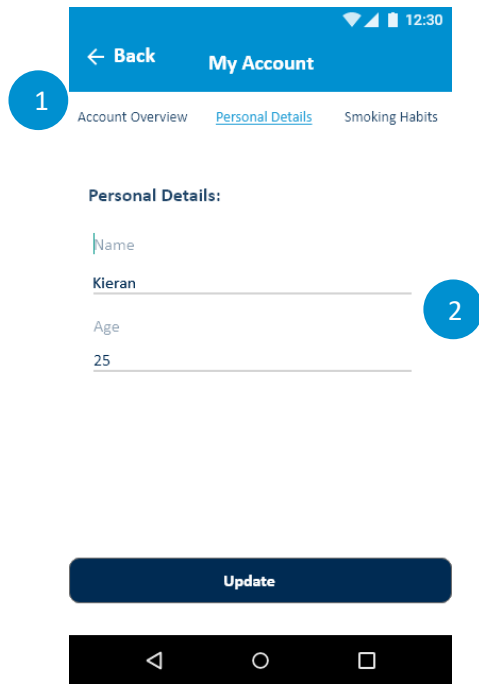 12:30
Back
My Account
1
Account Overview Personal Details Smoking Habits
Personal Details:
Name
Kieran
2
Age
25
Update